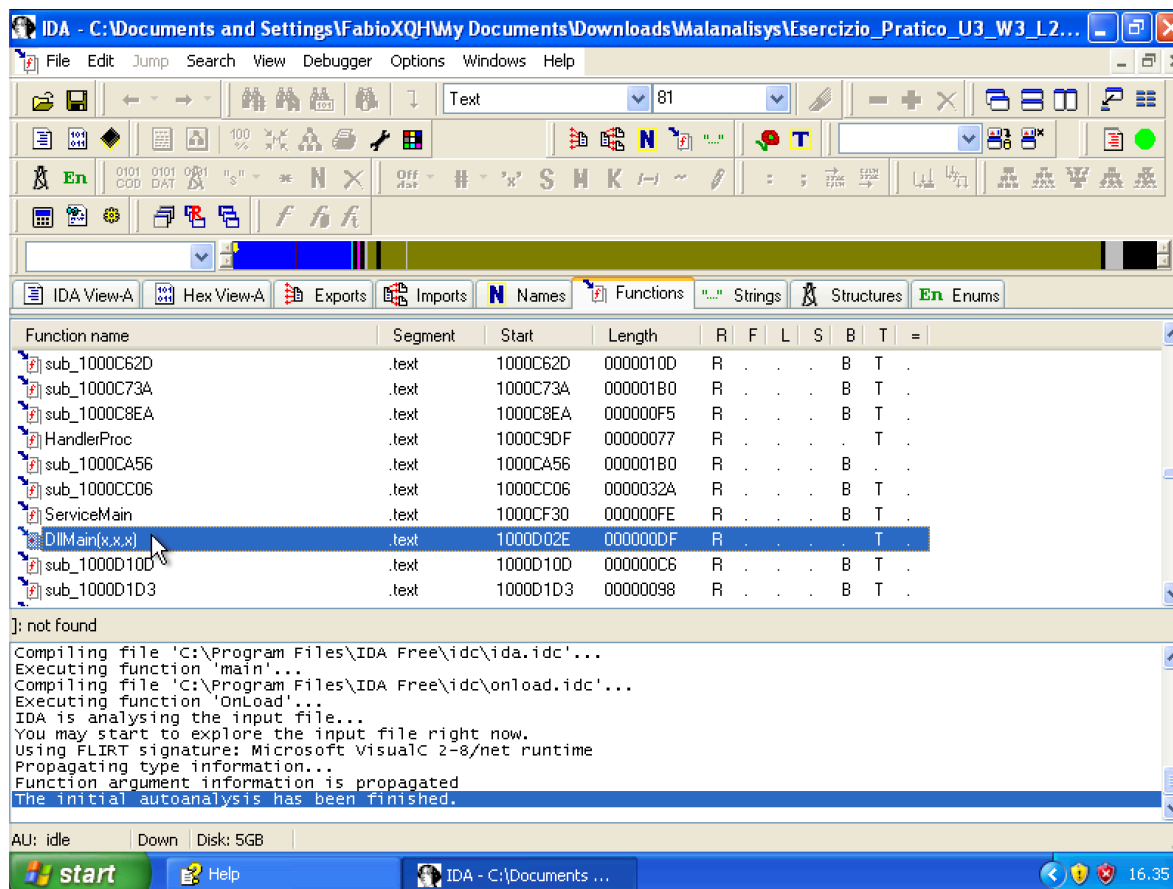 IDA - C:\Documents and Settings\FabioXQH\My Documents\Downloads\Malanalisys\Esercizio_Pratico_U3_W3_L2...
File Edit Jump Search View Debugger Options Windows Help
Text 81
En
IDA View-A Hex View-A Exports Imports N Names Functions "..." Strings Structures En Enums
Function name Segment Start Length R F L S B T =
sub_1000C62D .text 1000C62D 0000010D R . . . B T .
sub_1000C73A .text 1000C73A 000001B0 R . . . B T .
sub_1000C8EA .text 1000C8EA 000000F5 R . . . B T .
HandlerProc .text 1000C9DF 00000077 R . . . . T .
sub_1000CA56 .text 1000CA56 000001B0 R . . . B . .
sub_1000CC06 .text 1000CC06 0000032A R . . . B T .
ServiceMain .text 1000CF30 000000FE R . . . B T .
DllMain(x,x,x) .text 1000D02E 000000DF R . . . . T .
sub_1000D10D .text 1000D10D 000000C6 R . . . B T .
sub_1000D1D3 .text 1000D1D3 00000098 R . . . B T .
]: not found
Compiling file 'C:\Program Files\IDA Free\idc\ida.idc'...
Executing function 'main'...
Compiling file 'C:\Program Files\IDA Free\idc\onload.idc'...
Executing function 'OnLoad'...
IDA is analysing the input file...
You may start to explore the input file right now.
Using FLIRT signature: Microsoft VisualC 2-8/net runtime
Propagating type information...
Function argument information is propagated
The initial autoanalysis has been finished.
AU: idle Down Disk: 5GB
start Help IDA - C:\Documents ... 16.35